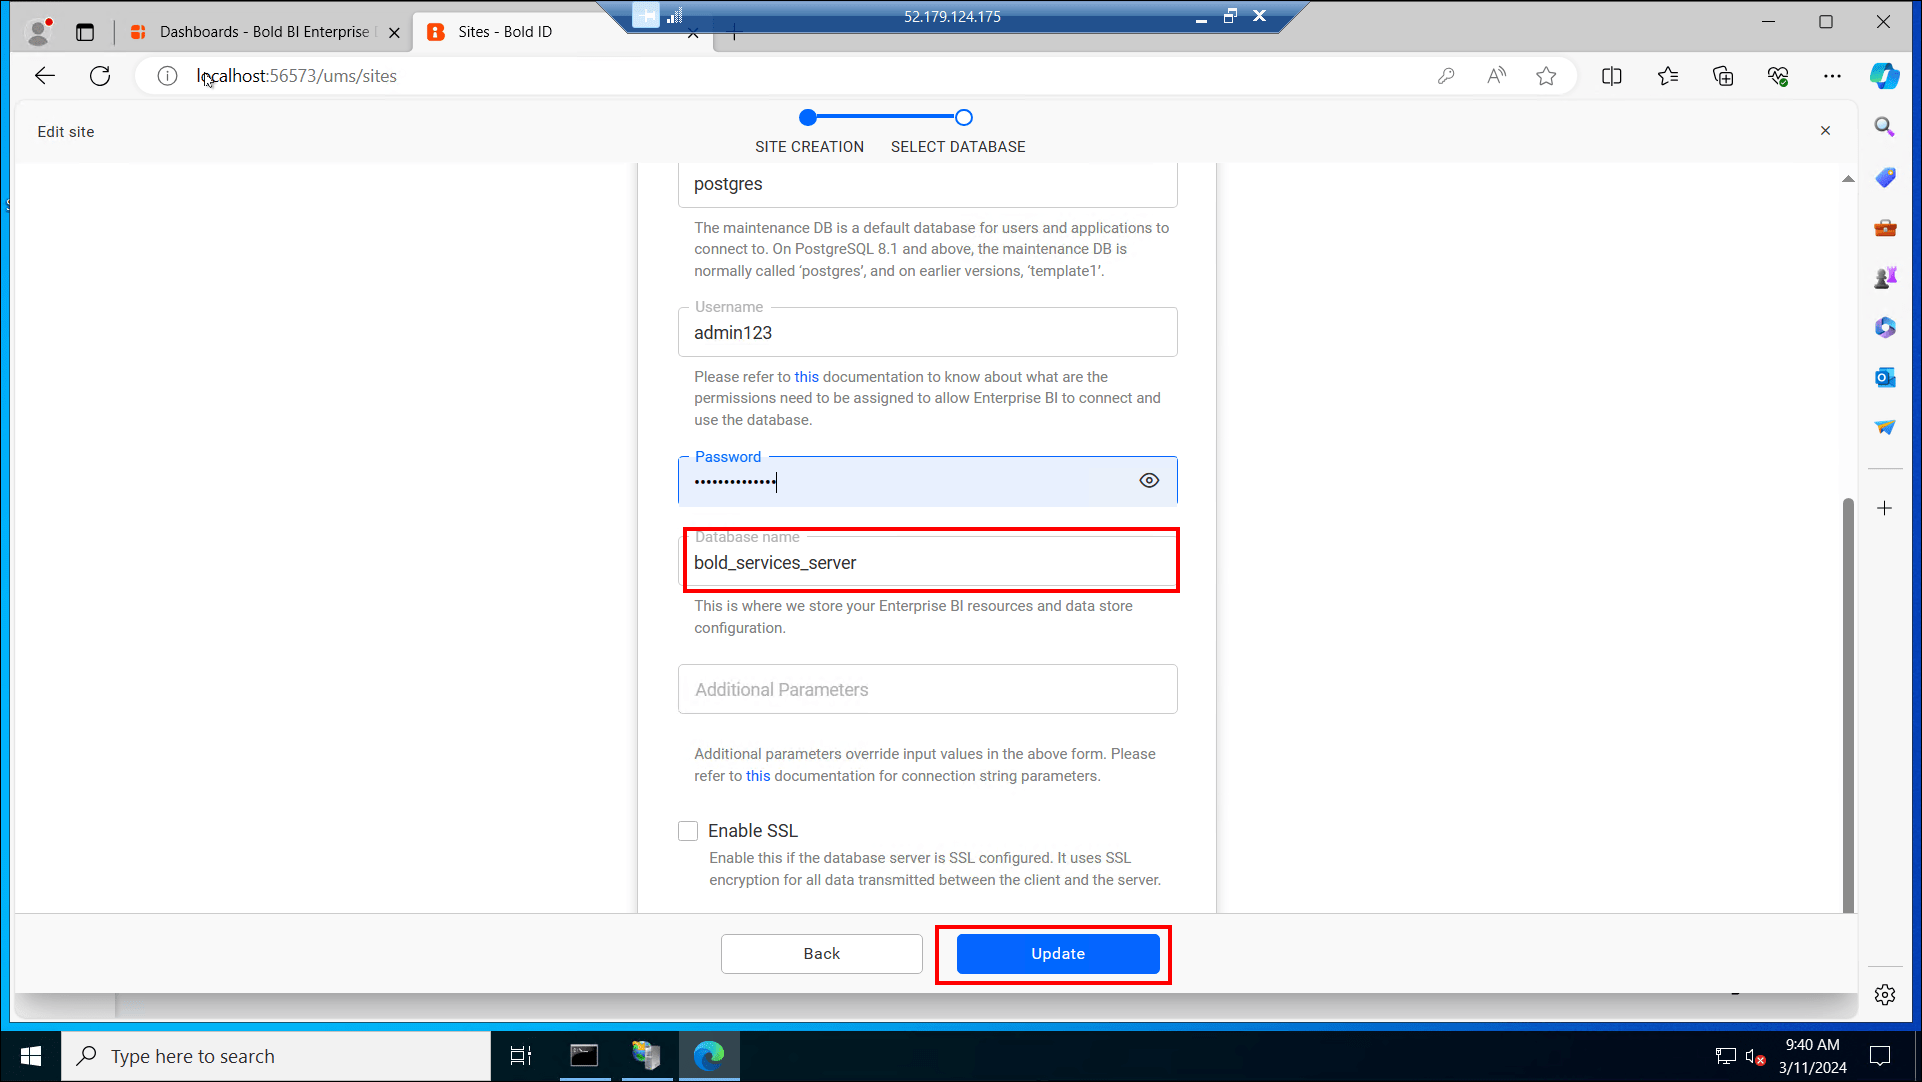 52.179.124.175
Dashboards - Bold BI Enterprise
Sites - Bold ID
localhost:56573/ums/sites
Edit site
SITE CREATION
SELECT DATABASE
postgres
The maintenance DB is a default database for users and applications to
connect to. On PostgreSQL 8.1 and above, the maintenance DB is
normally called ‘postgres’, and on earlier versions, ‘template1’.
Username
admin123
Please refer to this documentation to know about what are the
permissions need to be assigned to allow Enterprise BI to connect and
use the database.
Password
••••••••••••••
Database name
bold_services_server
This is where we store your Enterprise BI resources and data store
configuration.
Additional Parameters
Additional parameters override input values in the above form. Please
refer to this documentation for connection string parameters.
Enable SSL
Enable this if the database server is SSL configured. It uses SSL
encryption for all data transmitted between the client and the server.
Back
Update
Type here to search
9:40 AM
3/11/2024